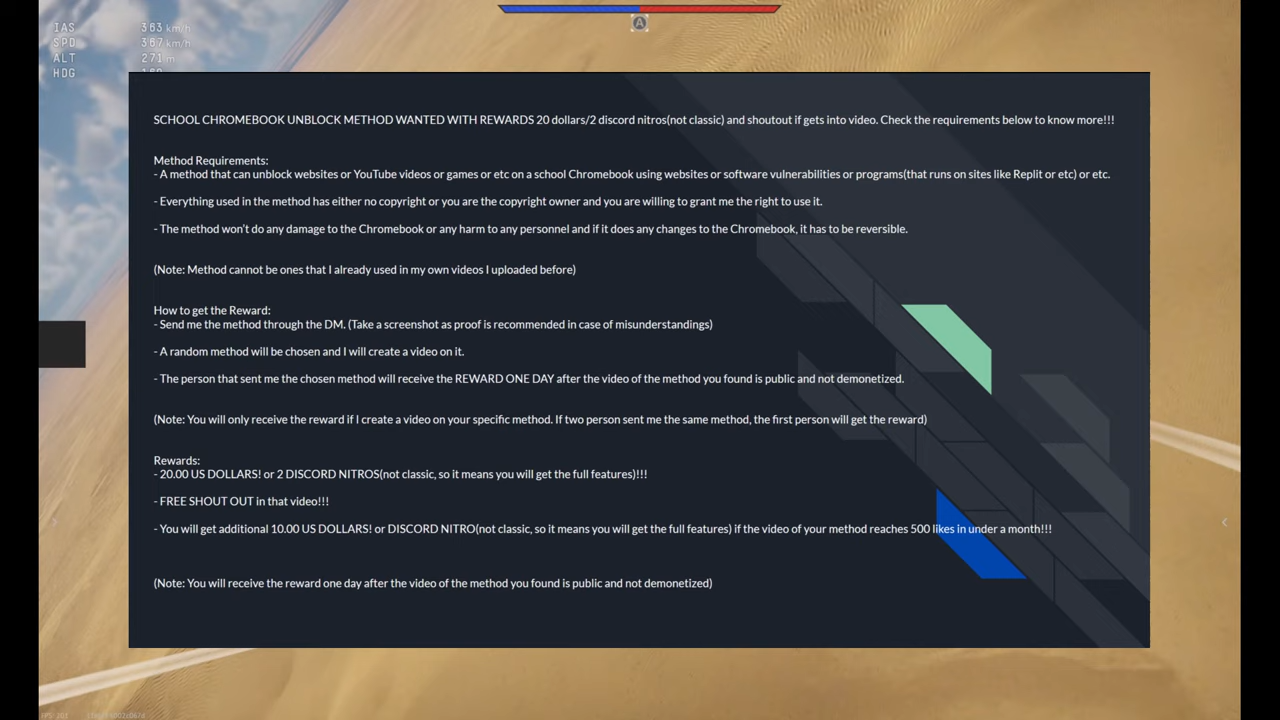 IAS 363 km/h
SPD 367 km/h
ALT 271 m
HDG
A
SCHOOL CHROMEBOOK UNBLOCK METHOD WANTED WITH REWARDS 20 dollars/2 discord nitros(not classic) and shoutout if gets into video. Check the requirements below to know more!!!
Method Requirements:
- A method that can unblock websites or YouTube videos or games or etc on a school Chromebook using websites or software vulnerabilities or programs(that runs on sites like Replit or etc) or etc.
- Everything used in the method has either no copyright or you are the copyright owner and you are willing to grant me the right to use it.
- The method won't do any damage to the Chromebook or any harm to any personnel and if it does any changes to the Chromebook, it has to be reversible.
(Note: Method cannot be ones that I already used in my own videos I uploaded before)
How to get the Reward:
- Send me the method through the DM. (Take a screenshot as proof is recommended in case of misunderstandings)
- A random method will be chosen and I will create a video on it.
- The person that sent me the chosen method will receive the REWARD ONE DAY after the video of the method you found is public and not demonetized.
(Note: You will only receive the reward if I create a video on your specific method. If two person sent me the same method, the first person will get the reward)
Rewards:
- 20.00 US DOLLARS! or 2 DISCORD NITROS(not classic, so it means you will get the full features)!!!
- FREE SHOUT OUT in that video!!!
- You will get additional 10.00 US DOLLARS! or DISCORD NITRO(not classic, so it means you will get the full features) if the video of your method reaches 500 likes in under a month!!!
(Note: You will receive the reward one day after the video of the method you found is public and not demonetized)